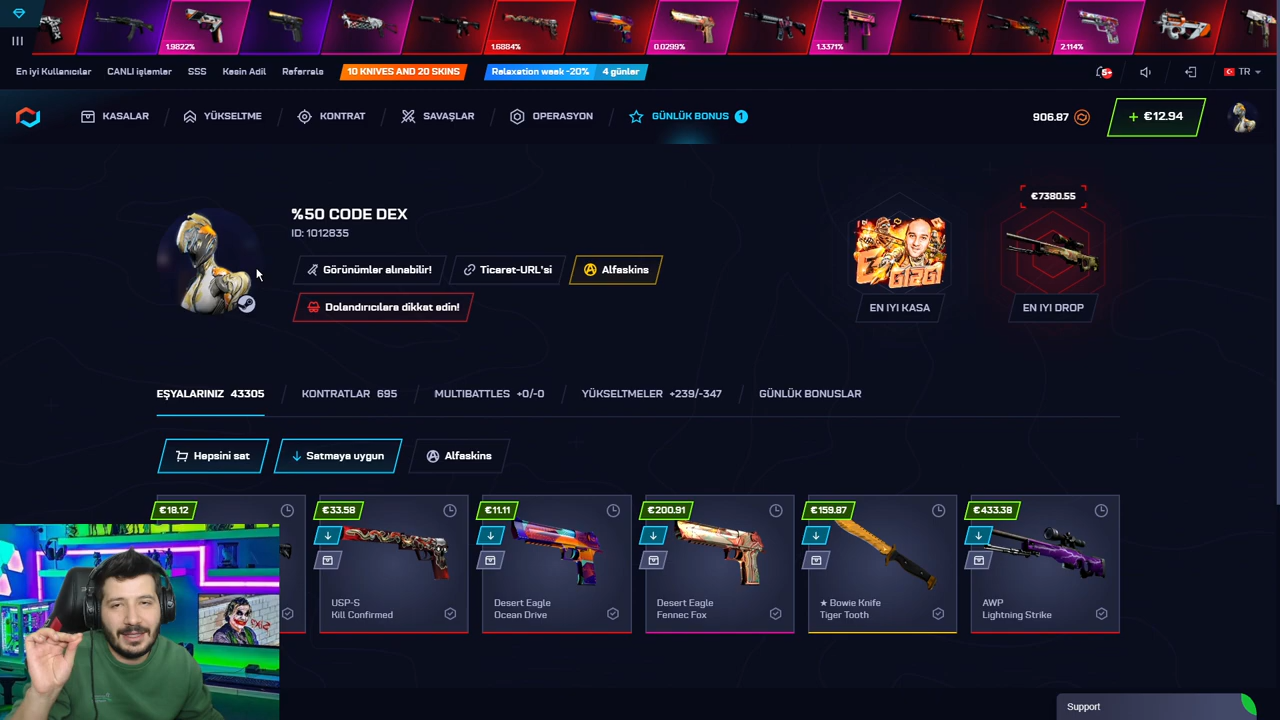 1.9822%
1.6884%
0.0299%
1.3371%
2.114%
En iyi Kullanıcılar
CANLI işlemler
SSS
Kesin Adil
Referrals
10 KNIVES AND 20 SKINS
Relaxation week -20%
4 günler
5+
TR
KASALAR
YÜKSELTME
KONTRAT
SAVAŞLAR
OPERASYON
GÜNLÜK BONUS 1
906.87
+ €12.94
%50 CODE DEX
ID: 1012835
Görünümler alınabilir!
Ticaret-URL'si
Alfaskins
Dolandırıcılara dikkat edin!
EN IYI KASA
€7380.55
EN IYI DROP
EŞYALARINIZ 43305
KONTRATLAR 695
MULTIBATTLES +0/-0
YÜKSELTMELER +239/-347
GÜNLÜK BONUSLAR
Hepsini sat
Satmaya uygun
Alfaskins
€18.12
€33.58
USP-S
Kill Confirmed
€11.11
Desert Eagle
Ocean Drive
€200.91
Desert Eagle
Fennec Fox
€159.87
★ Bowie Knife
Tiger Tooth
€433.38
AWP
Lightning Strike
Support